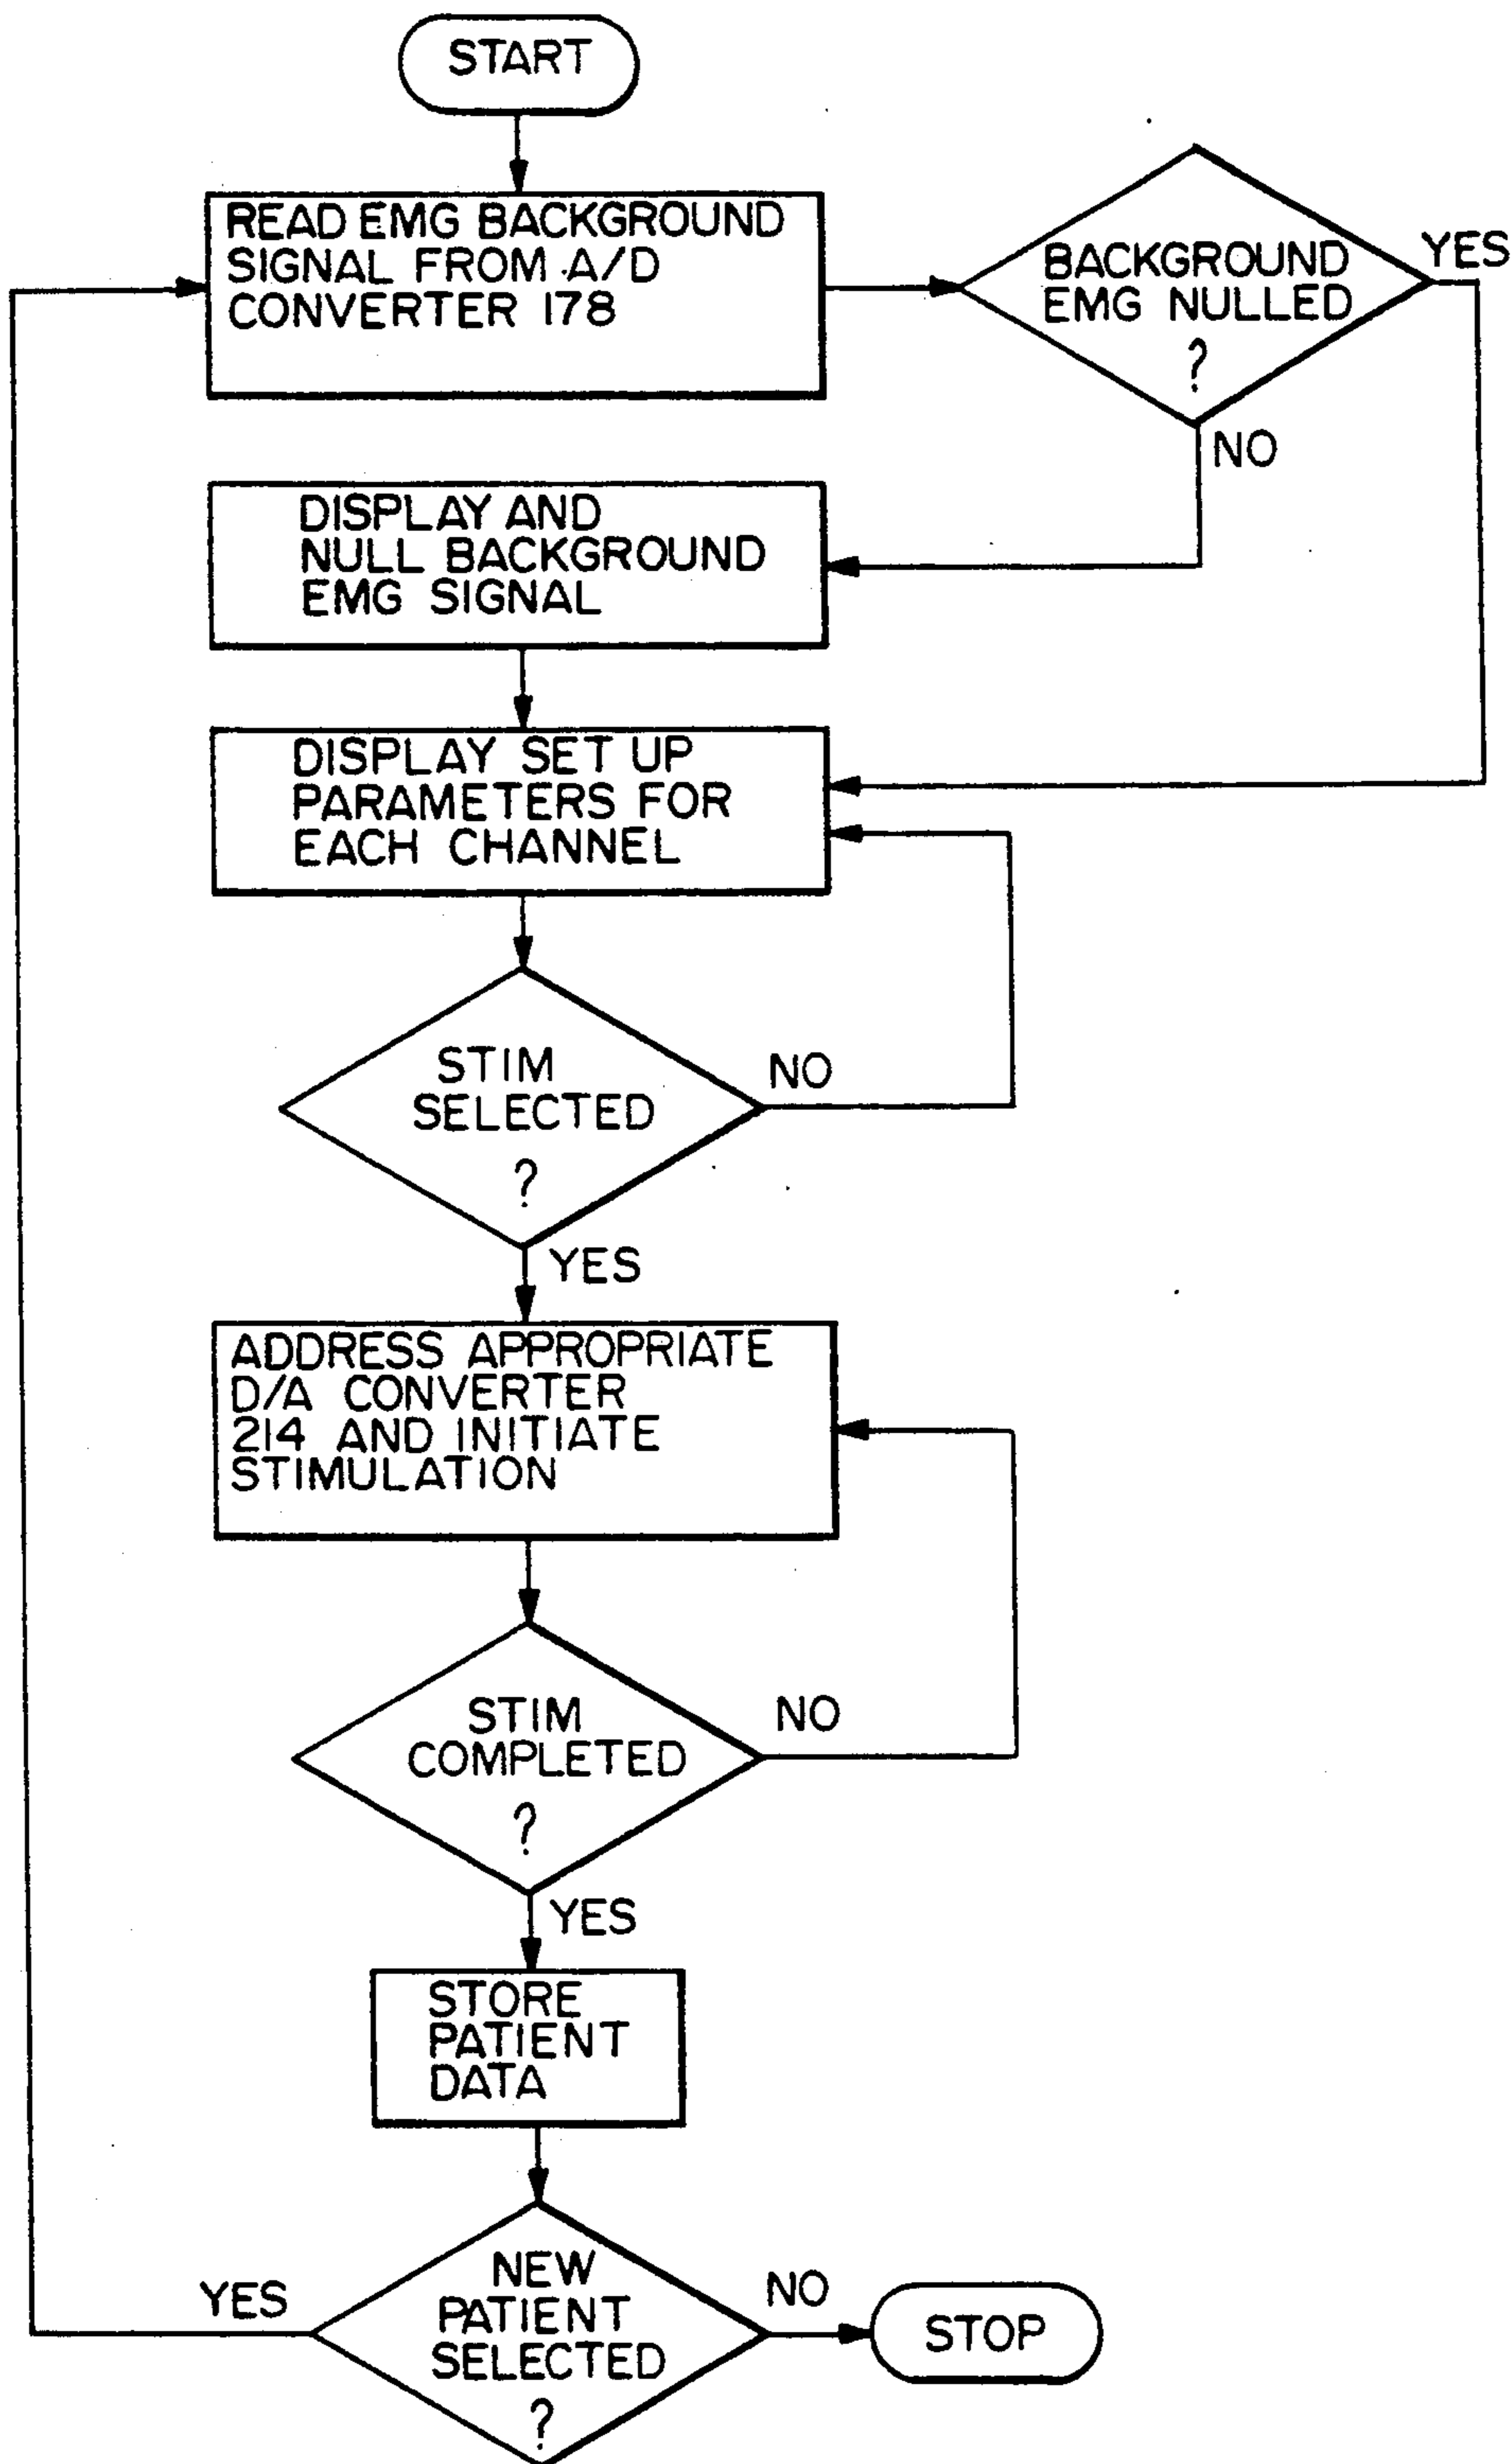 START
READ EMG BACKGROUND
SIGNAL FROM A/D
CONVERTER 178
BACKGROUND
EMG NULLED
?
YES
NO
DISPLAY AND
NULL BACKGROUND
EMG SIGNAL
DISPLAY SET UP
PARAMETERS FOR
EACH CHANNEL
STIM
SELECTED
?
NO
YES
ADDRESS APPROPRIATE
D/A CONVERTER
214 AND INITIATE
STIMULATION
STIM
COMPLETED
?
NO
YES
STORE
PATIENT
DATA
NEW
PATIENT
SELECTED
?
YES
NO
STOP